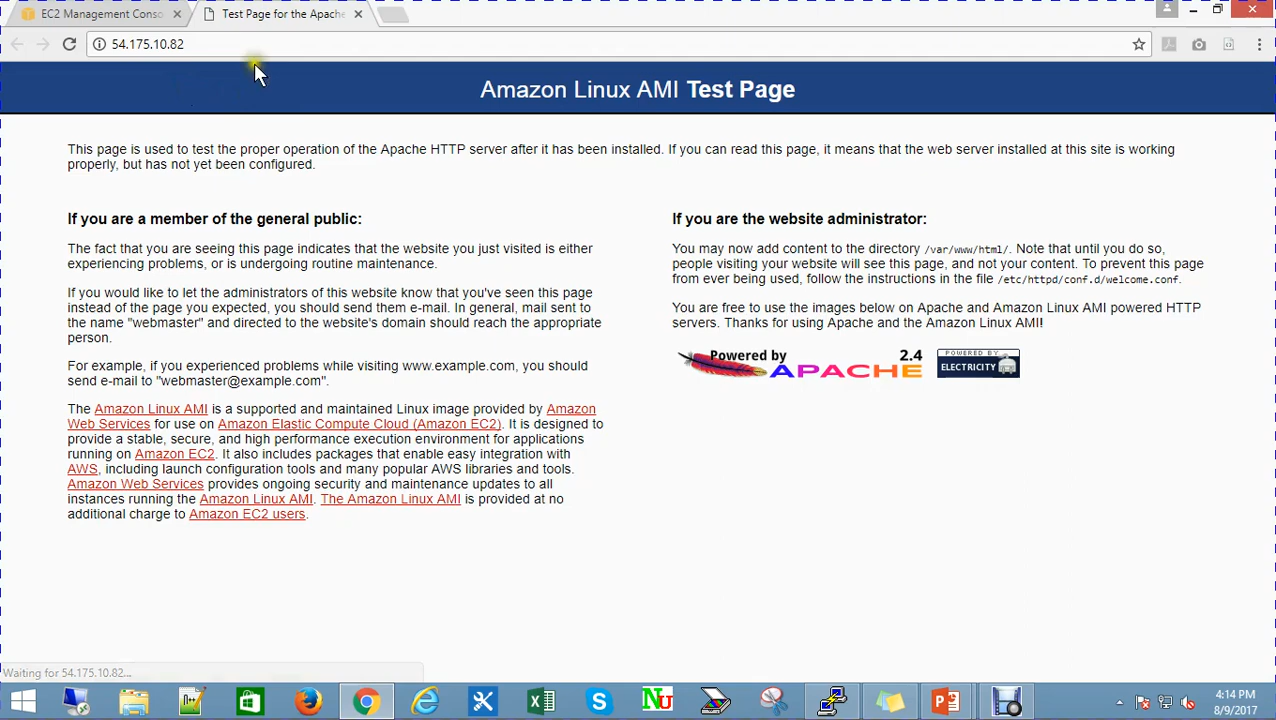 EC2 Management Conso
Test Page for the Apache
54.175.10.82
Amazon Linux AMI Test Page
This page is used to test the proper operation of the Apache HTTP server after it has been installed. If you can read this page, it means that the web server installed at this site is working
properly, but has not yet been configured.
If you are a member of the general public:
The fact that you are seeing this page indicates that the website you just visited is either
experiencing problems, or is undergoing routine maintenance.
If you would like to let the administrators of this website know that you've seen this page
instead of the page you expected, you should send them e-mail. In general, mail sent to
the name "webmaster" and directed to the website's domain should reach the appropriate
person.
For example, if you experienced problems while visiting www.example.com, you should
send e-mail to "webmaster@example.com".
The Amazon Linux AMI is a supported and maintained Linux image provided by Amazon
Web Services for use on Amazon Elastic Compute Cloud (Amazon EC2). It is designed to
provide a stable, secure, and high performance execution environment for applications
running on Amazon EC2. It also includes packages that enable easy integration with
AWS, including launch configuration tools and many popular AWS libraries and tools.
Amazon Web Services provides ongoing security and maintenance updates to all
instances running the Amazon Linux AMI. The Amazon Linux AMI is provided at no
additional charge to Amazon EC2 users.
If you are the website administrator:
You may now add content to the directory /var/www/html/. Note that until you do so,
people visiting your website will see this page, and not your content. To prevent this page
from ever being used, follow the instructions in the file /etc/httpd/conf.d/welcome.conf.
You are free to use the images below on Apache and Amazon Linux AMI powered HTTP
servers. Thanks for using Apache and the Amazon Linux AMI!
Powered by 2.4
APACHE
POWERED BY
ELECTRICITY
Waiting for 54.175.10.82...
4:14 PM
8/9/2017